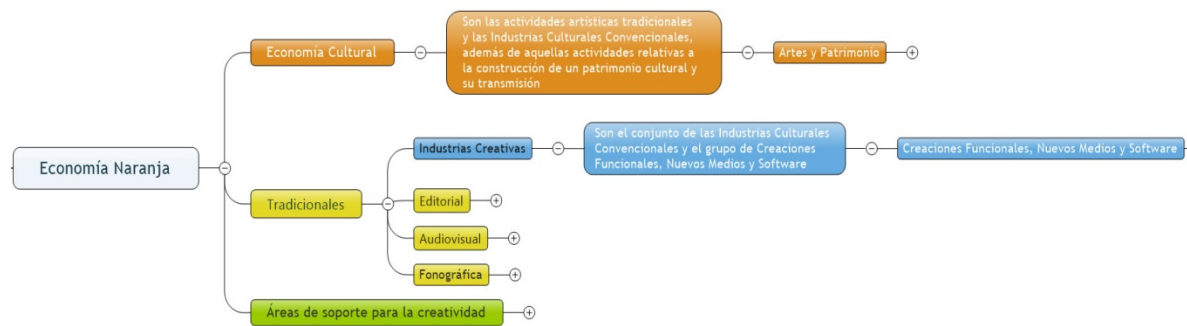 Economía Naranja
Economía Cultural
Son las actividades artísticas tradicionales
y las Industrias Culturales Convencionales,
además de aquellas actividades relativas a
la construcción de un patrimonio cultural y
su transmisión
Artes y Patrimonio
Tradicionales
Industrias Creativas
Son el conjunto de las Industrias Culturales
Convencionales y el grupo de Creaciones
Funcionales, Nuevos Medios y Software
Creaciones Funcionales, Nuevos Medios y Software
Editorial
Audiovisual
Fonográfica
Áreas de soporte para la creatividad